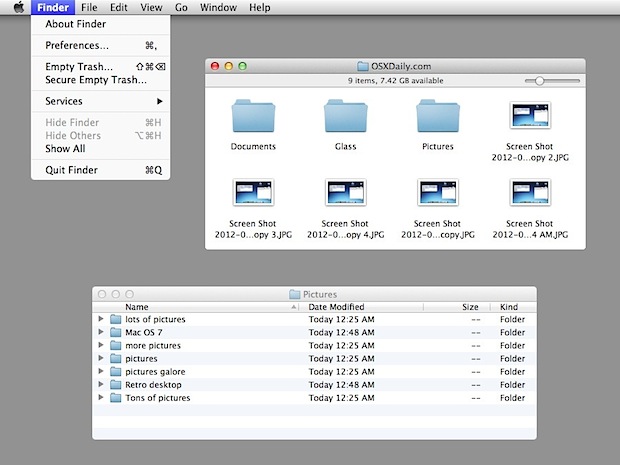 Finder File Edit View Go Window Help
About Finder
Preferences... ⌘,
Empty Trash... ⇧⌘⌫
Secure Empty Trash...
Services ▶
Hide Finder ⌘H
Hide Others ⌥⌘H
Show All
Quit Finder ⌘Q
OSXDaily.com
9 items, 7.42 GB available
Documents Glass Pictures Screen Shot
2012-0...opy 2.JPG
Screen Shot Screen Shot Screen Shot Screen Shot
2012-0...opy 3.JPG 2012-0...opy 4.JPG 2012-0...copy.JPG 2012-0...4 AM.JPG
Pictures
Name Date Modified Size Kind
lots of pictures Today 12:25 AM -- Folder
Mac OS 7 Today 12:48 AM -- Folder
more pictures Today 12:25 AM -- Folder
pictures Today 12:25 AM -- Folder
pictures galore Today 12:25 AM -- Folder
Retro desktop Today 12:48 AM -- Folder
Tons of pictures Today 12:25 AM -- Folder